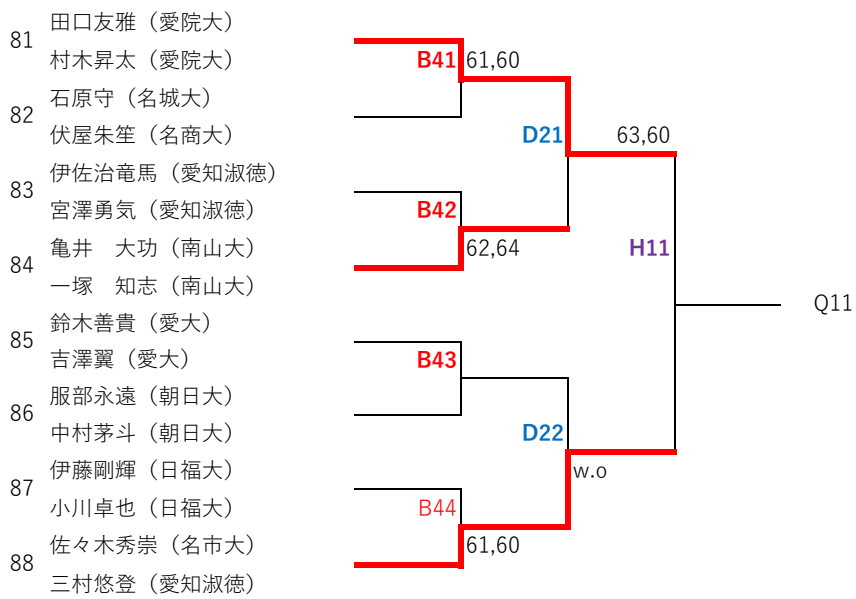 田口友雅（愛院大）
81
村木昇太（愛院大）
B41 61,60
石原守（名城大）
82
伏屋朱笙（名商大）
D21 63,60
伊佐治竜馬（愛知淑徳）
83
宮澤勇気（愛知淑徳）
B42
亀井　大功（南山大）
62,64 H11
84
一塚　知志（南山大）
Q11
鈴木善貴（愛大）
85
吉澤翼（愛大）
B43
服部永遠（朝日大）
86
中村茅斗（朝日大）
D22
伊藤剛輝（日福大）
w.o
87
小川卓也（日福大）
B44
佐々木秀崇（名市大）
61,60
88
三村悠登（愛知淑徳）